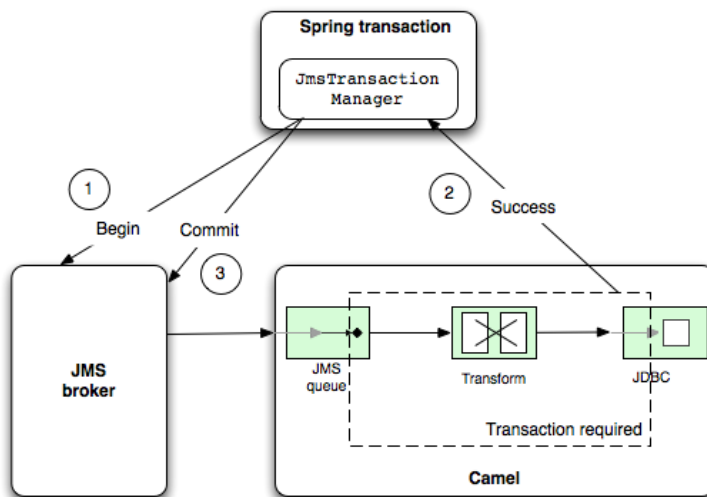 Spring transaction
JmsTransaction
Manager
1
2
Begin
Commit
Success
3
JMS
broker
JMS
queue
Transform
JDBC
Transaction required
Camel